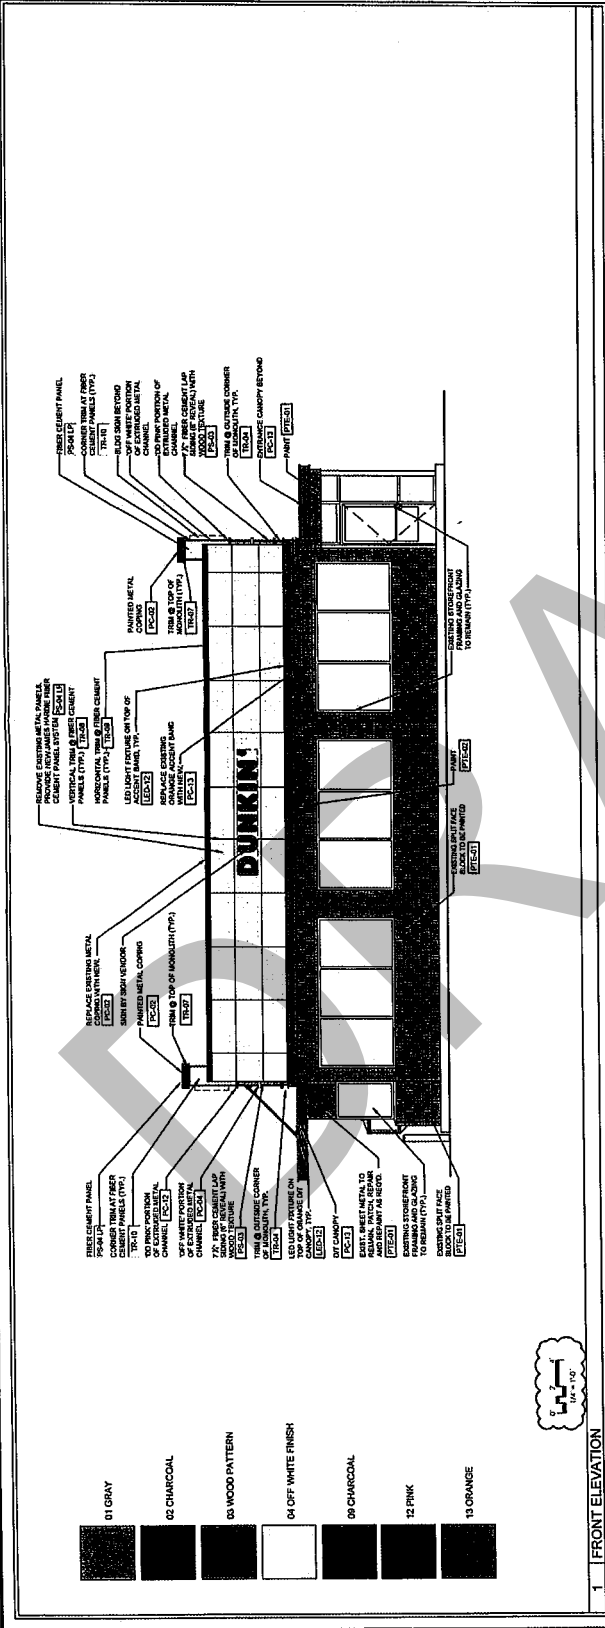 01 GRAY
02 CHARCOAL
03 WOOD PATTERN
04 OFF WHITE FINISH
09 CHARCOAL
12 PINK
13 ORANGE
FIBER CEMENT PANEL
PS-04 LP
CORNER TRIM AT FIBER
CEMENT PANELS (TYP.)
TR-10
'DD PINK' PORTION
OF EXTRUDED METAL
CHANNEL PC-12
'OFF WHITE' PORTION
OF EXTRUDED METAL
CHANNEL PC-04
FIBER CEMENT LAP
SIDING (6" REVEAL) WITH
WOOD TEXTURE
PS-03
TRIM @ OUTSIDE CORNER
OF MONOLITH, TYP.
TR-04
LED LIGHT FIXTURE ON
TOP OF ORANGE D/T
CANOPY, TYP.
LED-12
D/T CANOPY
PC-13
EXIST. SHEET METAL TO
REMAIN, PATCH, REPAIR
AND REPAINT AS REQ'D.
PTE-01
EXISTING STOREFRONT
FRAMING AND GLAZING
TO REMAIN (TYP.)
EXISTING SPLIT FACE
BLOCK TO BE PAINTED
PTE-01
REPLACE EXISTING METAL
COPING WITH NEW.
PC-02
SIGN BY SIGN VENDOR
PAINTED METAL COPING
PC-02
TRIM @ TOP OF MONOLITH (TYP.)
TR-07
REMOVE EXISTING METAL PANELS.
PROVIDE NEW JAMES HARDIE FIBER
CEMENT PANEL SYSTEM PS-04 LP
VERTICAL TRIM @ FIBER CEMENT
PANELS (TYP.) TR-08
HORIZONTAL TRIM @ FIBER CEMENT
PANELS (TYP.) TR-09
LED LIGHT FIXTURE ON TOP OF
ACCENT BAND, TYP.
LED-12
REPLACE EXISTING
ORANGE ACCENT BAND
WITH NEW.
PC-13
PAINTED METAL
COPING
PC-02
TRIM @ TOP OF
MONOLITH (TYP.)
TR-07
FIBER CEMENT PANEL
PS-04 LP
CORNER TRIM AT FIBER
CEMENT PANELS (TYP.)
TR-10
BLDG SIGN BEYOND
'OFF WHITE' PORTION
OF EXTRUDED METAL
CHANNEL
'DD PINK' PORTION OF
EXTRUDED METAL
CHANNEL
FIBER CEMENT LAP
SIDING (6" REVEAL) WITH
WOOD TEXTURE
PS-03
TRIM @ OUTSIDE CORNER
OF MONOLITH, TYP.
TR-04
ENTRANCE CANOPY BEYOND
PC-13
PAINT PTE-01
DUNKIN'
EXISTING SPLIT FACE
BLOCK TO BE PAINTED
PTE-01
PAINT
PTE-02
EXISTING STOREFRONT
FRAMING AND GLAZING
TO REMAIN (TYP.)
1/4" = 1'-0"
1 FRONT ELEVATION
DRA